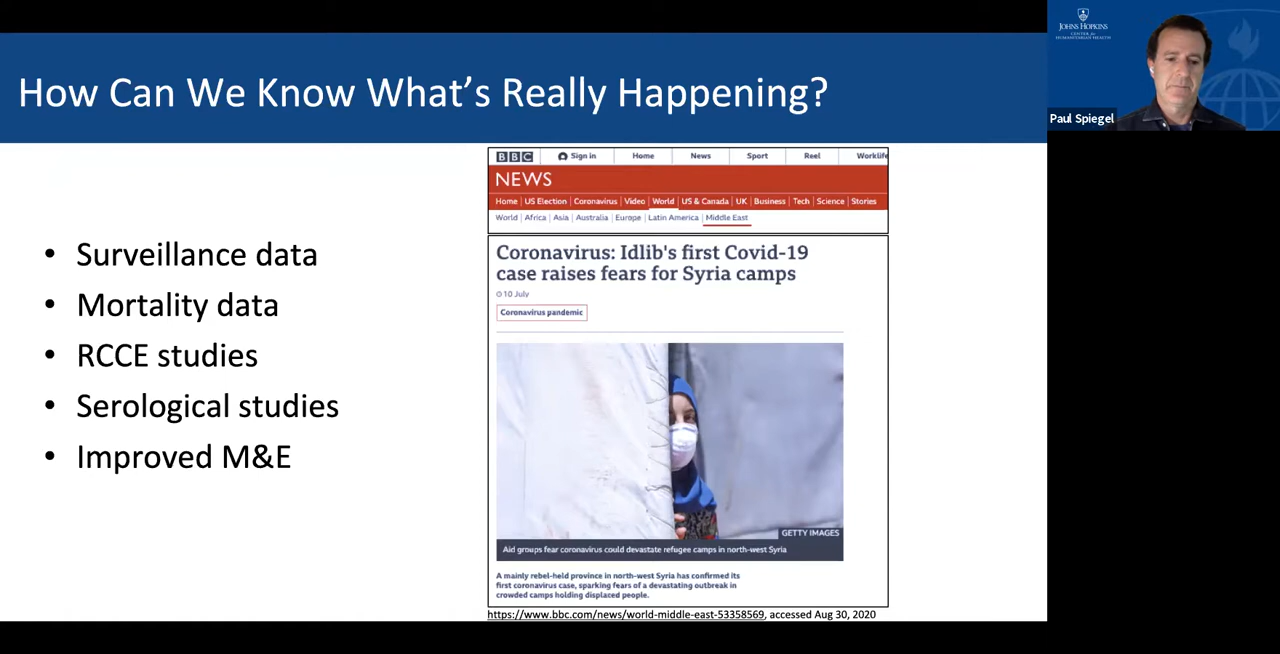 How Can We Know What's Really Happening?
JOHNS HOPKINS
CENTER for
HUMANITARIAN HEALTH
Paul Spiegel
• Surveillance data
• Mortality data
• RCCE studies
• Serological studies
• Improved M&E
BBC Sign in Home News Sport Reel Worklife
NEWS
Home | US Election | Coronavirus | Video | World | US & Canada | UK | Business | Tech | Science | Stories
World | Africa | Asia | Australia | Europe | Latin America | Middle East
Coronavirus: Idlib's first Covid-19
case raises fears for Syria camps
10 July
Coronavirus pandemic
GETTY IMAGES
Aid groups fear coronavirus could devastate refugee camps in north-west Syria
A mainly rebel-held province in north-west Syria has confirmed its
first coronavirus case, sparking fears of a devastating outbreak in
crowded camps holding displaced people.
https://www.bbc.com/news/world-middle-east-53358569, accessed Aug 30, 2020